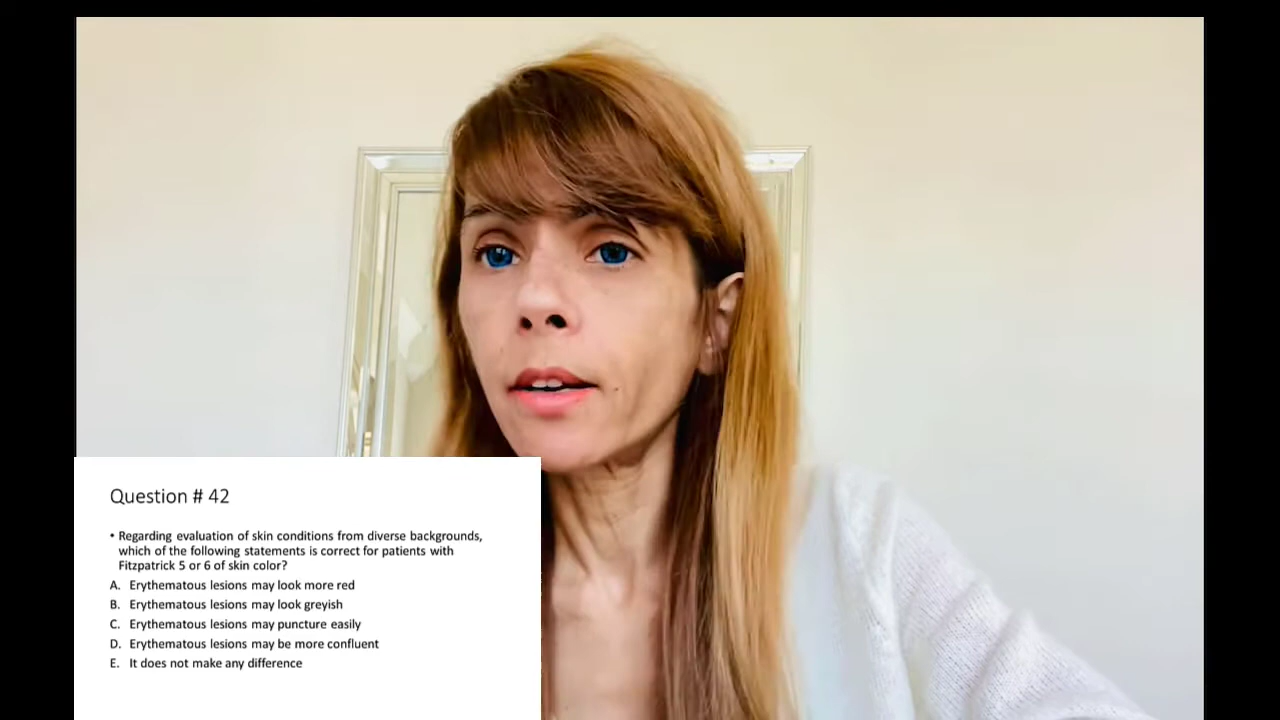 Question # 42
• Regarding evaluation of skin conditions from diverse backgrounds,
which of the following statements is correct for patients with
Fitzpatrick 5 or 6 of skin color?
A. Erythematous lesions may look more red
B. Erythematous lesions may look greyish
C. Erythematous lesions may puncture easily
D. Erythematous lesions may be more confluent
E. It does not make any difference